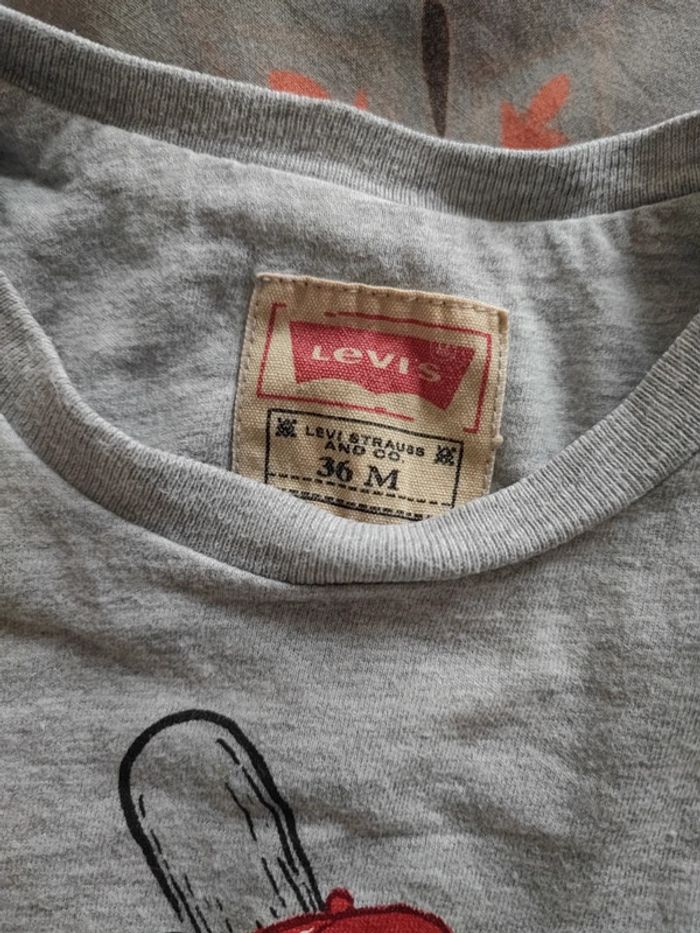 LeVI'S
LEVI STRAUSS
AND CO.
36 M